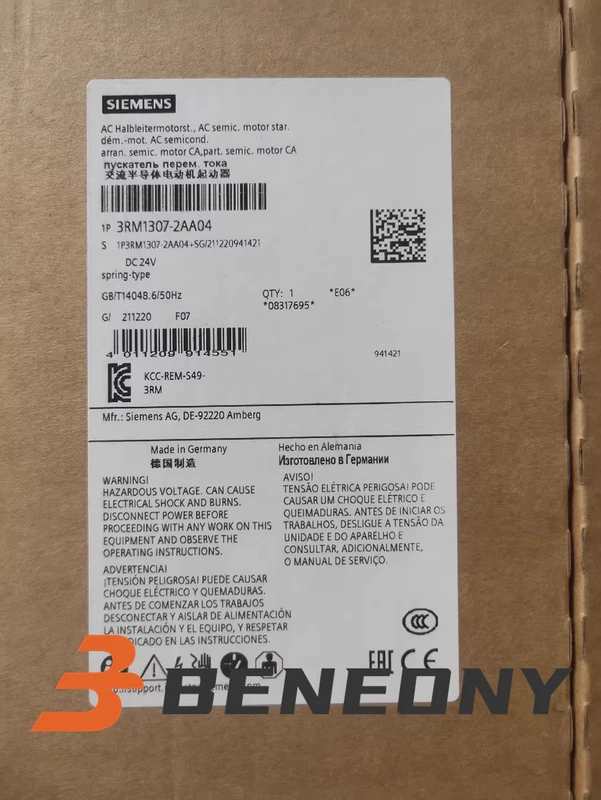 SIEMENS
AC Halbleitermotorst., AC semic. motor star.
dém.-mot. AC semicond.
arran. semic. motor CA,part. semic. motor CA
пускатель перем. тока
交流半导体电动机起动器
1P 3RM1307-2AA04
S 1P3RM1307-2AA04+SG/211220941421
DC 24V
spring-type
GB/T14048.6/50Hz
QTY: 1 *E06*
*08317695*
G/ 211220 F07
4 011209 914551
941421
KCC-REM-S49-
3RM
Mfr.: Siemens AG, DE-92220 Amberg
Made in Germany
德国制造
Hecho en Alemania
Изготовлено в Германии
WARNING!
HAZARDOUS VOLTAGE. CAN CAUSE
ELECTRICAL SHOCK AND BURNS.
DISCONNECT POWER BEFORE
PROCEEDING WITH ANY WORK ON THIS
EQUIPMENT AND OBSERVE THE
OPERATING INSTRUCTIONS.
AVISO!
TENSÃO ELÉTRICA PERIGOSA! PODE
CAUSAR UM CHOQUE ELÉTRICO E
QUEIMADURAS. ANTES DE INICIAR OS
TRABALHOS, DESLIGUE A TENSÃO DA
UNIDADE E DO APARELHO E
CONSULTAR, ADICIONALMENTE,
O MANUAL DE SERVIÇO.
ADVERTENCIA!
¡TENSIÓN PELIGROSA! PUEDE CAUSAR
CHOQUE ELÉCTRICO Y QUEMADURAS.
ANTES DE COMENZAR LOS TRABAJOS
DESCONECTAR Y AISLAR DE ALIMENTACIÓN
LA INSTALACIÓN Y EL EQUIPO, Y RESPETAR
DICADO EN LAS INSTRUCCIONES.
CCC
EAC CE
support.
BENEONY